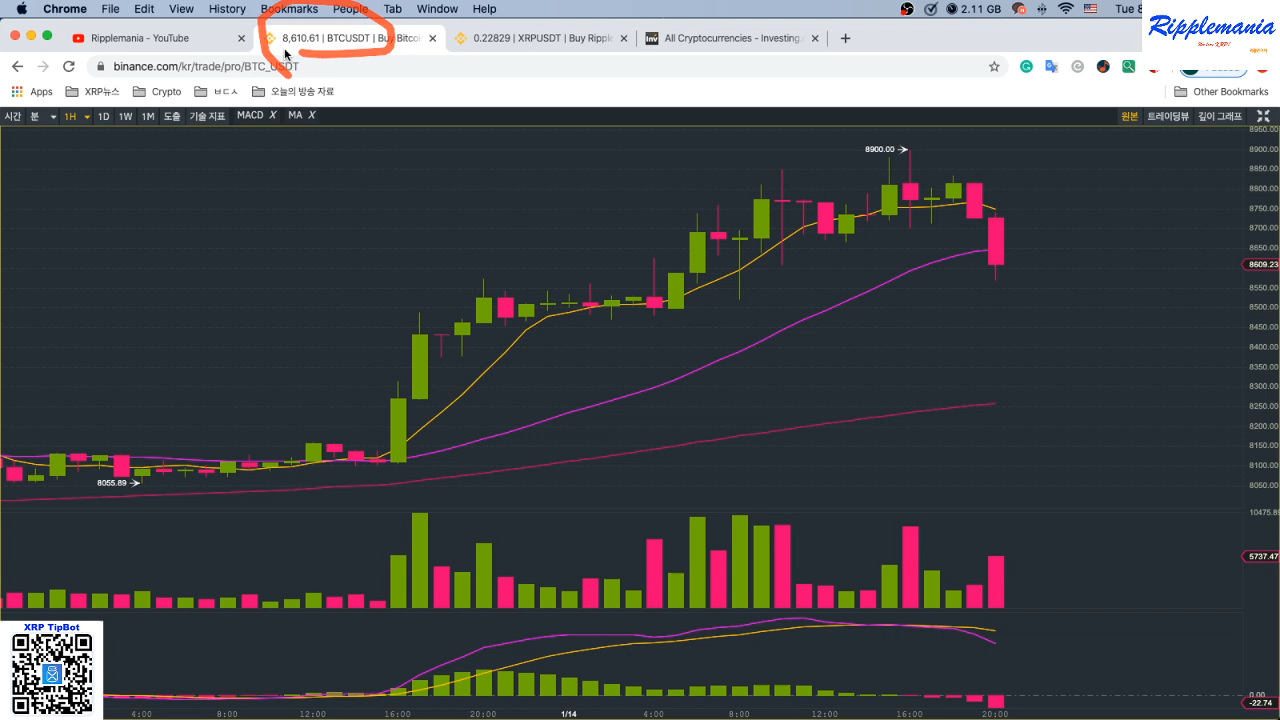 Chrome File Edit View History Bookmarks People Tab Window Help 2.11 GB Tue 8
Ripplemania
Ripplemania - YouTube 8,610.61 | BTCUSDT | Buy Bitcoi 0.22829 | XRPUSDT | Buy Ripple All Cryptocurrencies - Investing.
binance.com/kr/trade/pro/BTC_USDT
Apps XRP뉴스 Crypto ㅂㄷㅅ 오늘의 방송 자료 Other Bookmarks
시간 분 1H 1D 1W 1M 도출 기술 지표 MACD X MA X 원본 트레이딩뷰 깊이 그래프
8950.00
8900.00 8900.00
8850.00
8800.00
8750.00
8700.00
8650.00
8609.23
8550.00
8500.00
8450.00
8400.00
8350.00
8300.00
8250.00
8200.00
8150.00
8100.00
8055.89 8050.00
10475.89
5737.47
XRP TipBot
0.00
-22.74
4:00 8:00 12:00 16:00 20:00 1/14 4:00 8:00 12:00 16:00 20:00